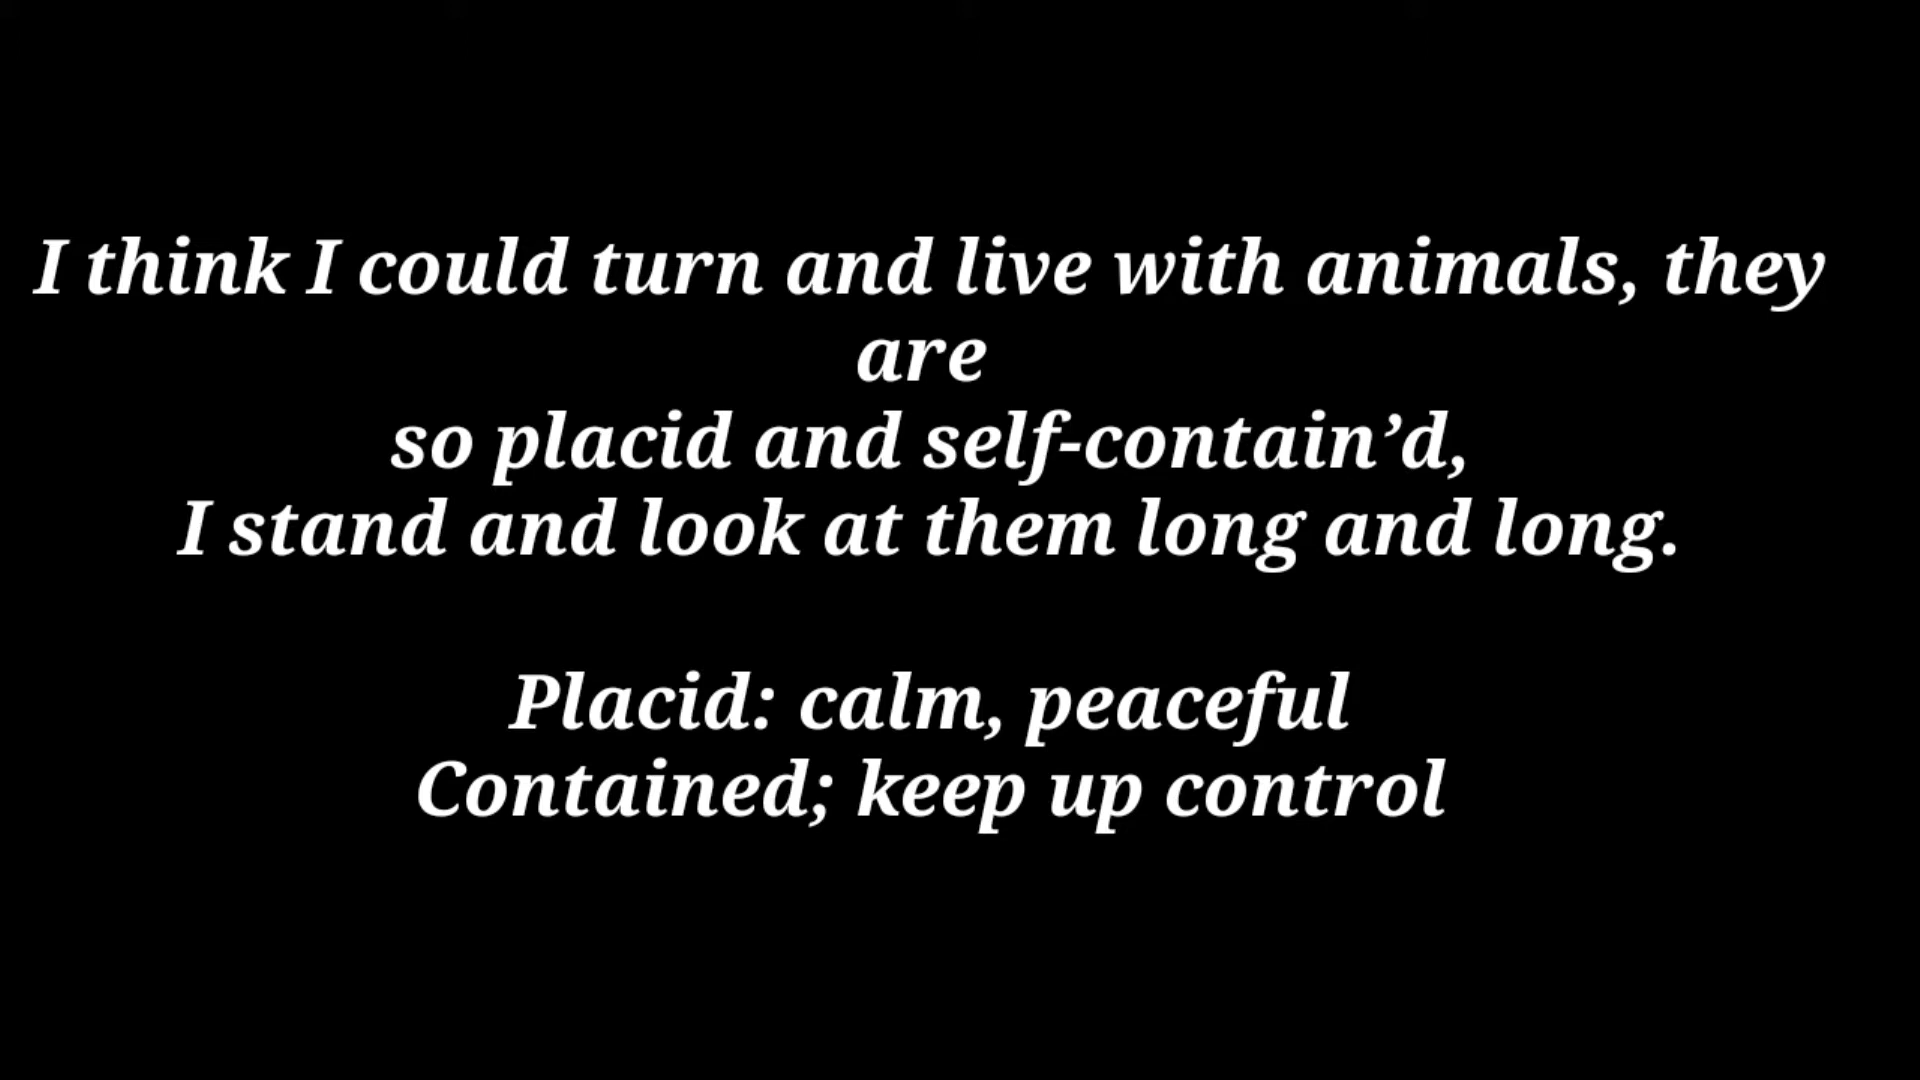 I think I could turn and live with animals, they
are
so placid and self-contain’d,
I stand and look at them long and long.
Placid: calm, peaceful
Contained; keep up control